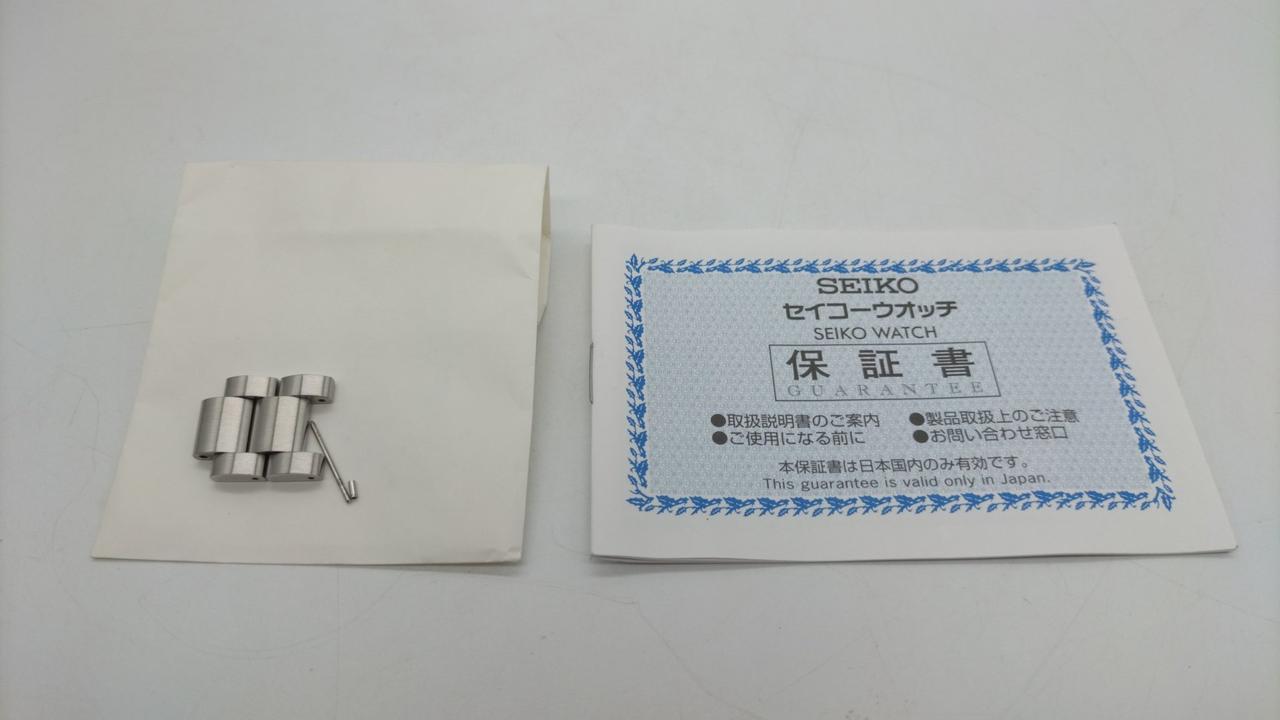 SEIKO
セイコーウオッチ
SEIKO WATCH
保証書
GUARANTEE
●取扱説明書のご案内 ●製品取扱上のご注意
●ご使用になる前に ●お問い合わせ窓口
本保証書は日本国内のみ有効です。
This guarantee is valid only in Japan.